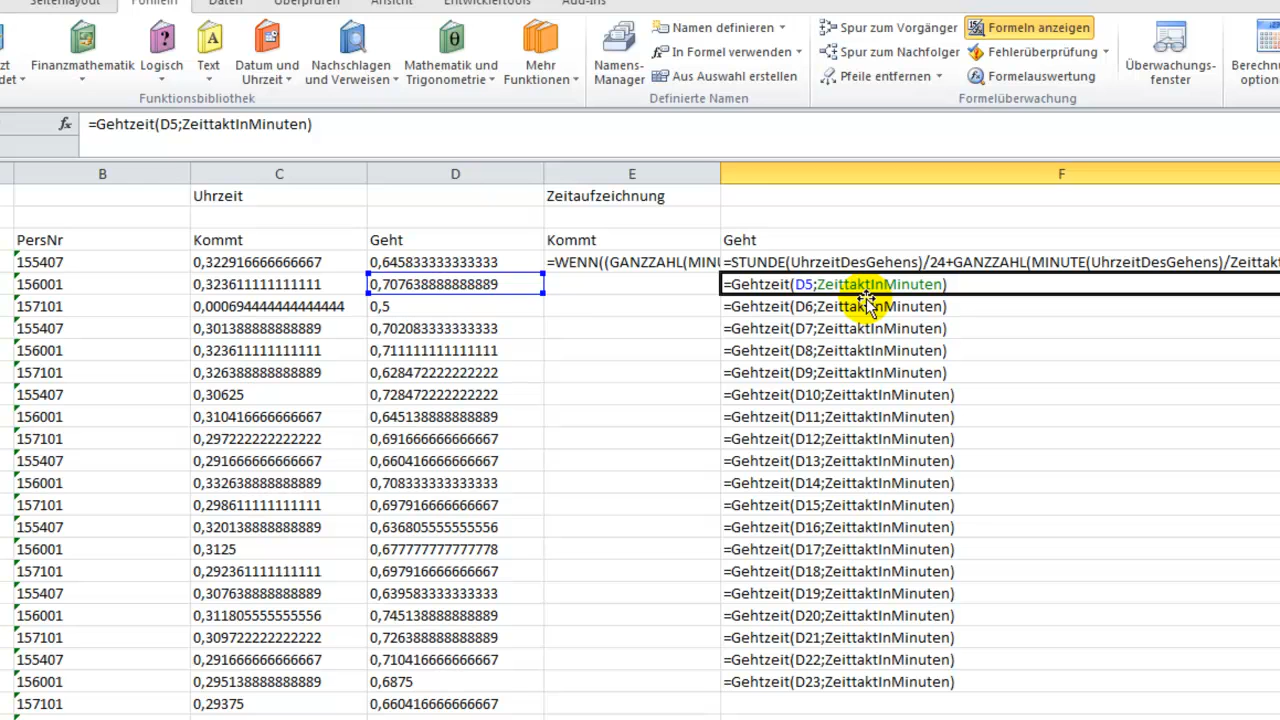 Seitenlayout Formeln Daten Überprüfen Ansicht Entwicklertools Add-Ins
Finanzmathematik Logisch Text Datum und Uhrzeit Nachschlagen und Verweisen Mathematik und Trigonometrie Mehr Funktionen
Funktionsbibliothek
Namens-Manager
Namen definieren
In Formel verwenden
Aus Auswahl erstellen
Definierte Namen
Spur zum Vorgänger Formeln anzeigen
Spur zum Nachfolger Fehlerüberprüfung
Pfeile entfernen Formelauswertung
Formelüberwachung
Überwachungs-fenster
fx =Gehtzeit(D5;ZeittaktInMinuten)
B C D E F
Uhrzeit Zeitaufzeichnung
PersNr Kommt Geht Kommt Geht
155407 0,322916666666667 0,645833333333333 =WENN((GANZZAHL(MINU =STUNDE(UhrzeitDesGehens)/24+GANZZAHL(MINUTE(UhrzeitDesGehens)/Zeittakt
156001 0,323611111111111 0,707638888888889 =Gehtzeit(D5;ZeittaktInMinuten)
157101 0,000694444444444444 0,5 =Gehtzeit(D6;ZeittaktInMinuten)
155407 0,301388888888889 0,702083333333333 =Gehtzeit(D7;ZeittaktInMinuten)
156001 0,323611111111111 0,711111111111111 =Gehtzeit(D8;ZeittaktInMinuten)
157101 0,326388888888889 0,628472222222222 =Gehtzeit(D9;ZeittaktInMinuten)
155407 0,30625 0,728472222222222 =Gehtzeit(D10;ZeittaktInMinuten)
156001 0,310416666666667 0,645138888888889 =Gehtzeit(D11;ZeittaktInMinuten)
157101 0,297222222222222 0,691666666666667 =Gehtzeit(D12;ZeittaktInMinuten)
155407 0,291666666666667 0,660416666666667 =Gehtzeit(D13;ZeittaktInMinuten)
156001 0,332638888888889 0,708333333333333 =Gehtzeit(D14;ZeittaktInMinuten)
157101 0,298611111111111 0,697916666666667 =Gehtzeit(D15;ZeittaktInMinuten)
155407 0,320138888888889 0,636805555555556 =Gehtzeit(D16;ZeittaktInMinuten)
156001 0,3125 0,677777777777778 =Gehtzeit(D17;ZeittaktInMinuten)
157101 0,292361111111111 0,697916666666667 =Gehtzeit(D18;ZeittaktInMinuten)
155407 0,307638888888889 0,639583333333333 =Gehtzeit(D19;ZeittaktInMinuten)
156001 0,311805555555556 0,745138888888889 =Gehtzeit(D20;ZeittaktInMinuten)
157101 0,309722222222222 0,726388888888889 =Gehtzeit(D21;ZeittaktInMinuten)
155407 0,291666666666667 0,710416666666667 =Gehtzeit(D22;ZeittaktInMinuten)
156001 0,295138888888889 0,6875 =Gehtzeit(D23;ZeittaktInMinuten)
157101 0,29375 0,660416666666667